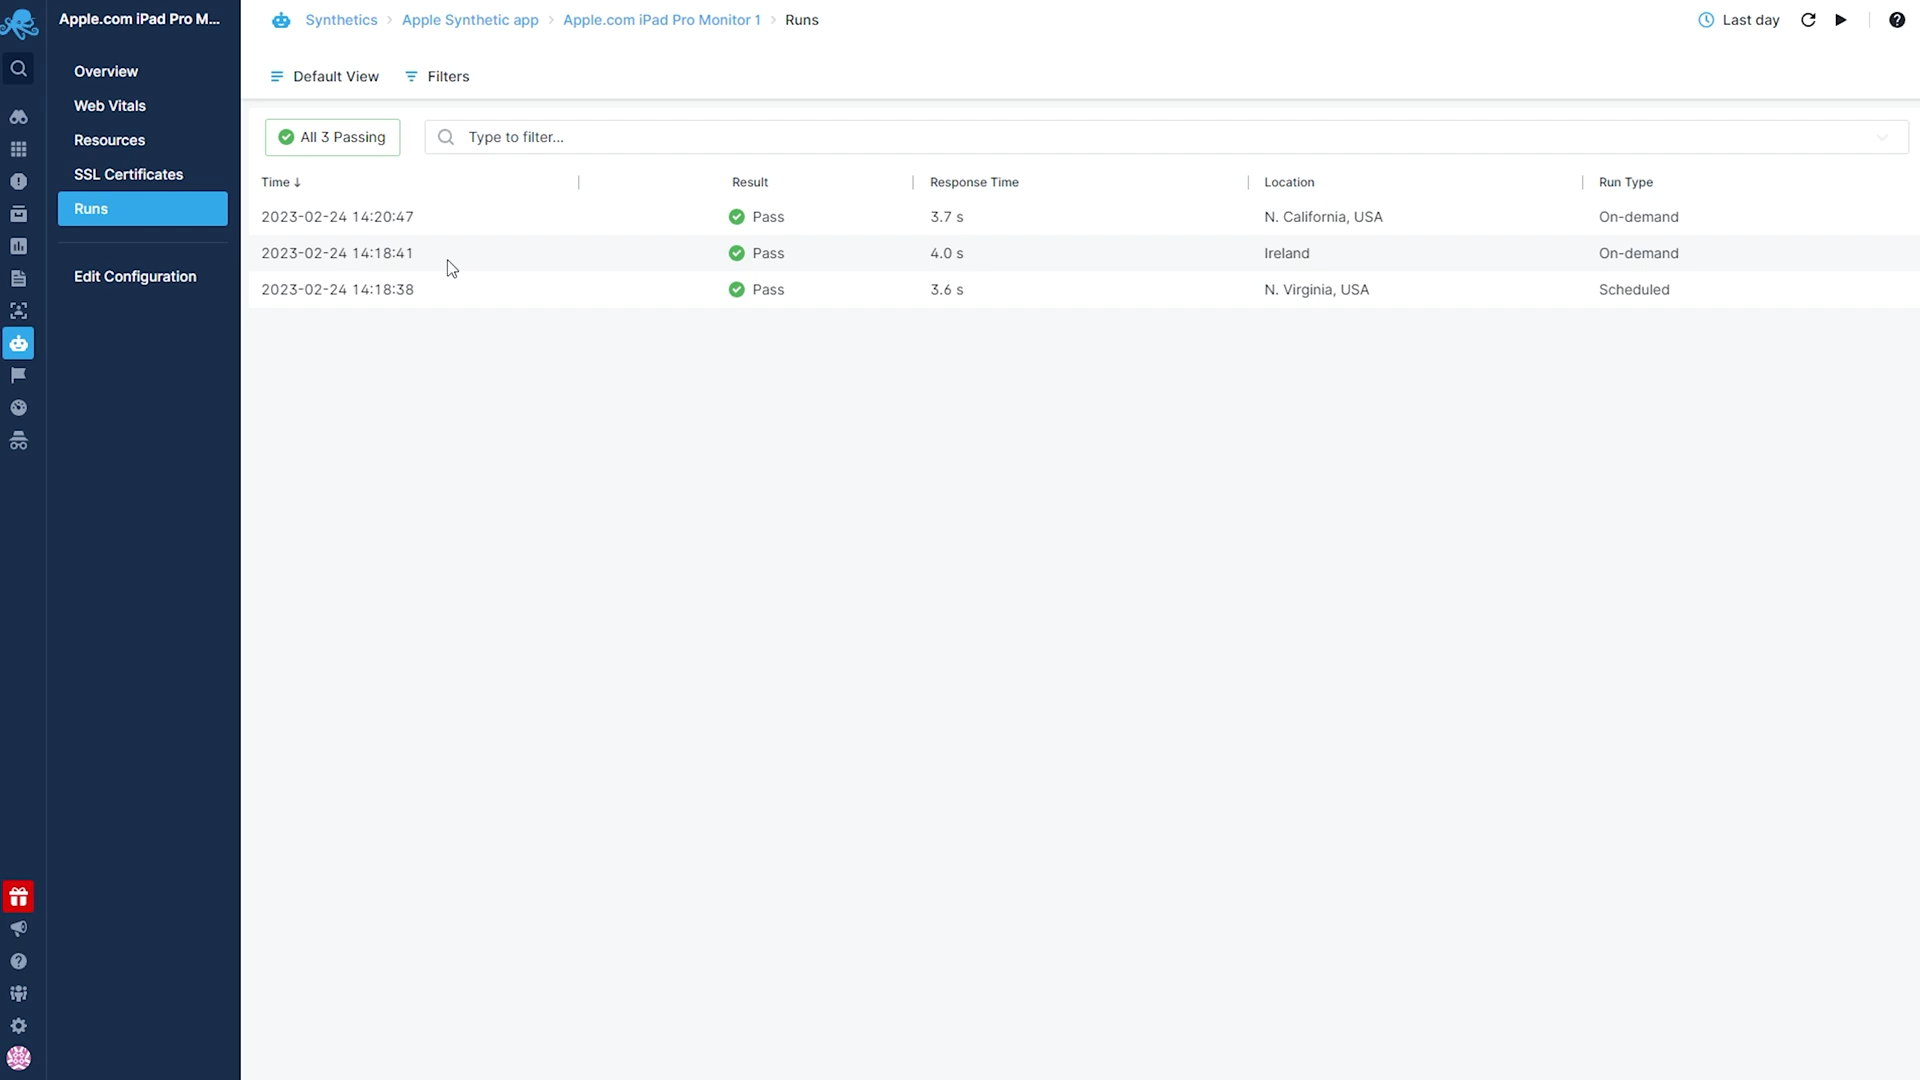 Apple.com iPad Pro M...
Overview
Web Vitals
Resources
SSL Certificates
Runs
Edit Configuration
Synthetics > Apple Synthetic app > Apple.com iPad Pro Monitor 1 > Runs
Last day
Default View
Filters
All 3 Passing
Type to filter...
Time ↓ Result Response Time Location Run Type
2023-02-24 14:20:47 Pass 3.7 s N. California, USA On-demand
2023-02-24 14:18:41 Pass 4.0 s Ireland On-demand
2023-02-24 14:18:38 Pass 3.6 s N. Virginia, USA Scheduled